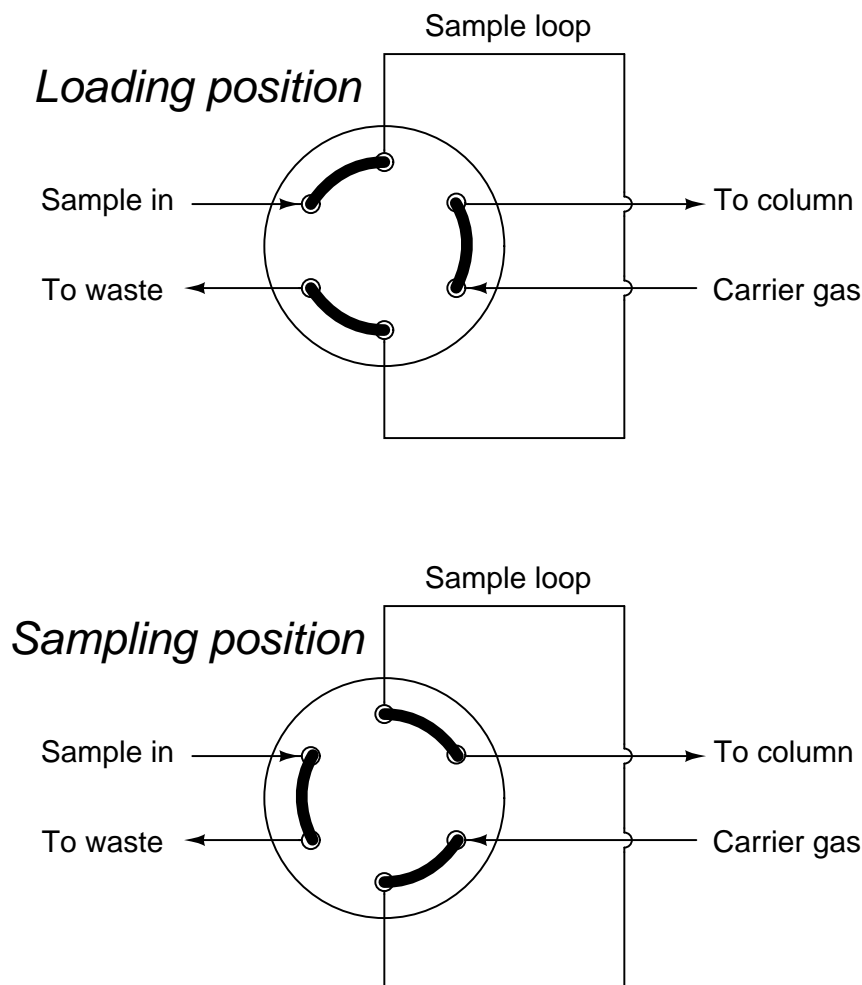 Sample loop
Loading position
Sample in
To column
To waste
Carrier gas
Sample loop
Sampling position
Sample in
To column
To waste
Carrier gas